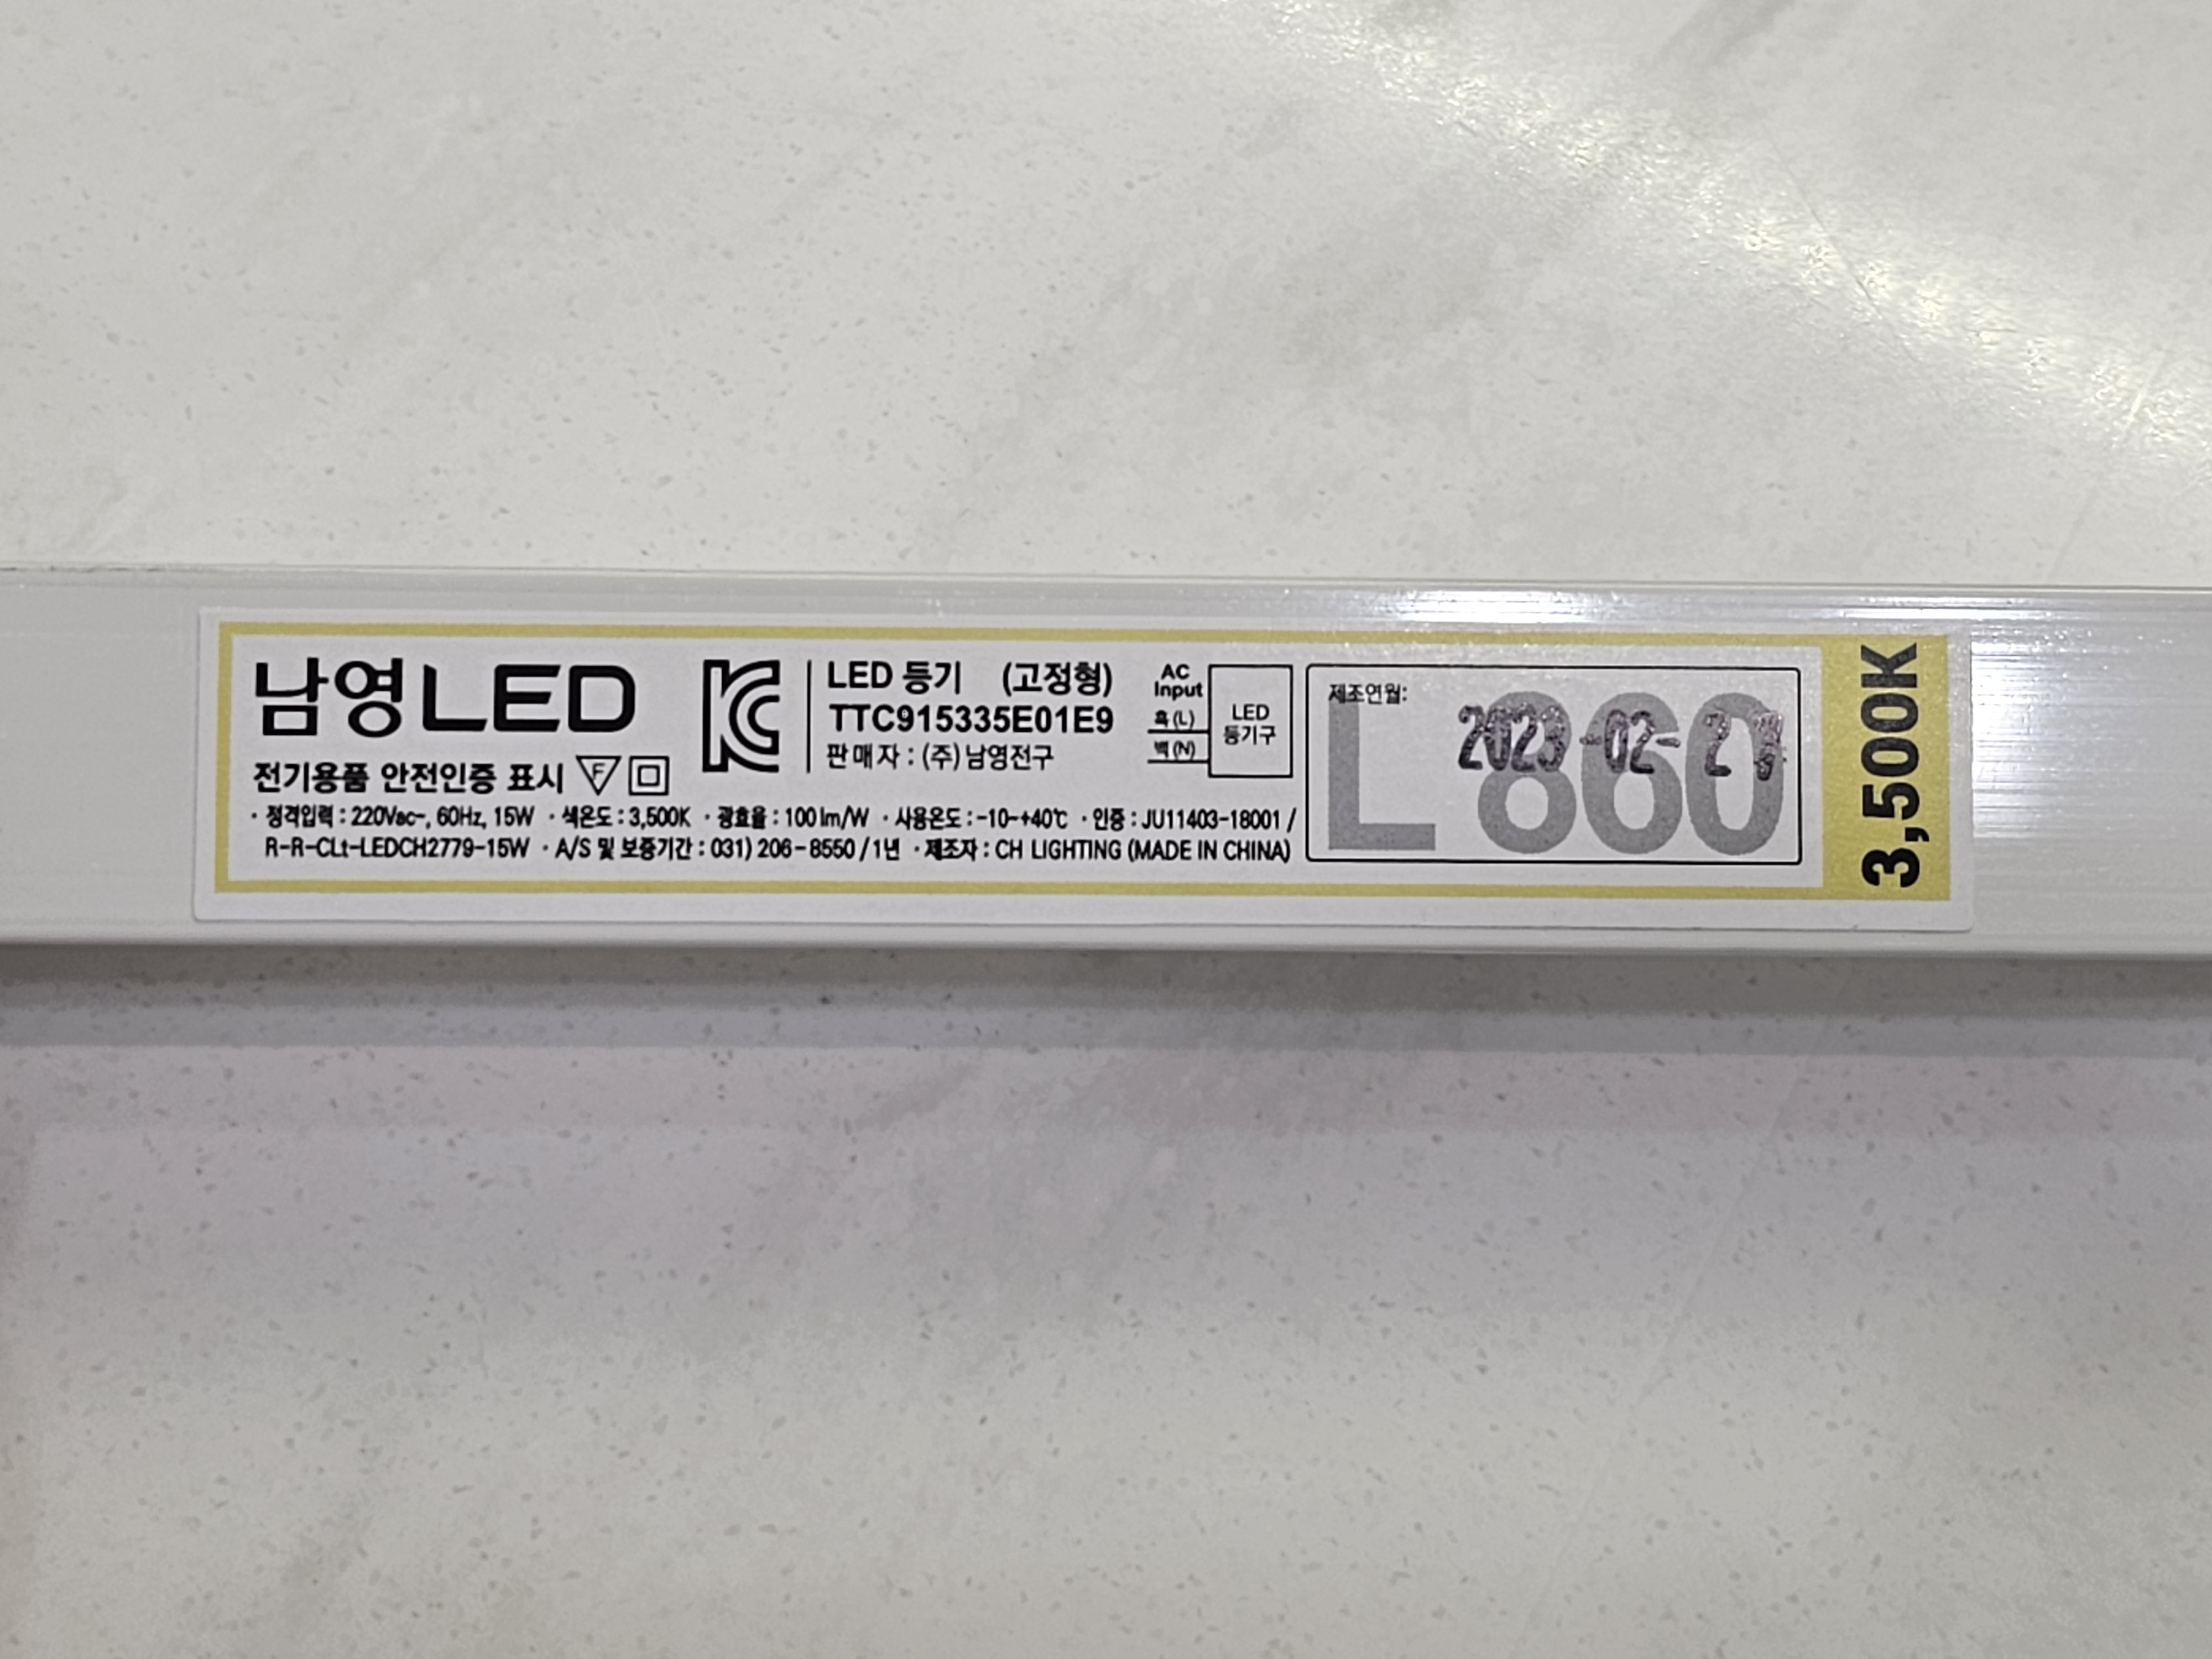 남영LED
전기용품 안전인증 표시 F
LED 등기 (고정형)
TTC915335E01E9
판매자 : (주)남영전구
AC
Input
흑(L)
백(N)
LED
등기구
· 정격입력 : 220Vac~, 60Hz, 15W · 색온도 : 3,500K · 광효율 : 100 lm/W · 사용온도 : -10~+40℃ · 인증 : JU11403-18001 /
R-R-CLt-LEDCH2779-15W · A/S 및 보증기간 : 031) 206-8550 / 1년 · 제조자 : CH LIGHTING (MADE IN CHINA)
제조연월:
L 860
3,500K